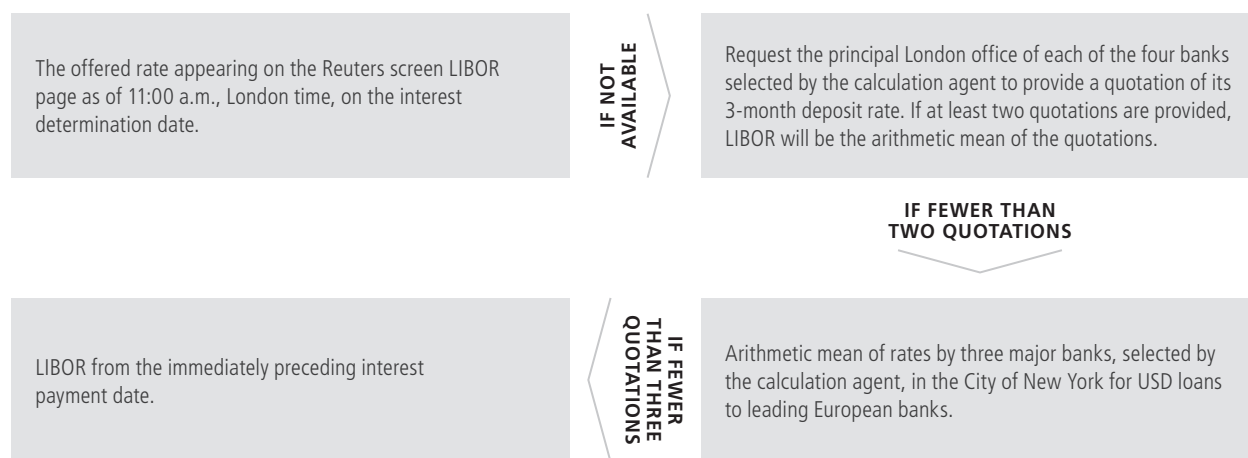 The offered rate appearing on the Reuters screen LIBOR
page as of 11:00 a.m., London time, on the interest
determination date.
IF NOT
AVAILABLE
Request the principal London office of each of the four banks
selected by the calculation agent to provide a quotation of its
3-month deposit rate. If at least two quotations are provided,
LIBOR will be the arithmetic mean of the quotations.
IF FEWER THAN
TWO QUOTATIONS
Arithmetic mean of rates by three major banks, selected by
the calculation agent, in the City of New York for USD loans
to leading European banks.
IF FEWER
THAN THREE
QUOTATIONS
LIBOR from the immediately preceding interest
payment date.